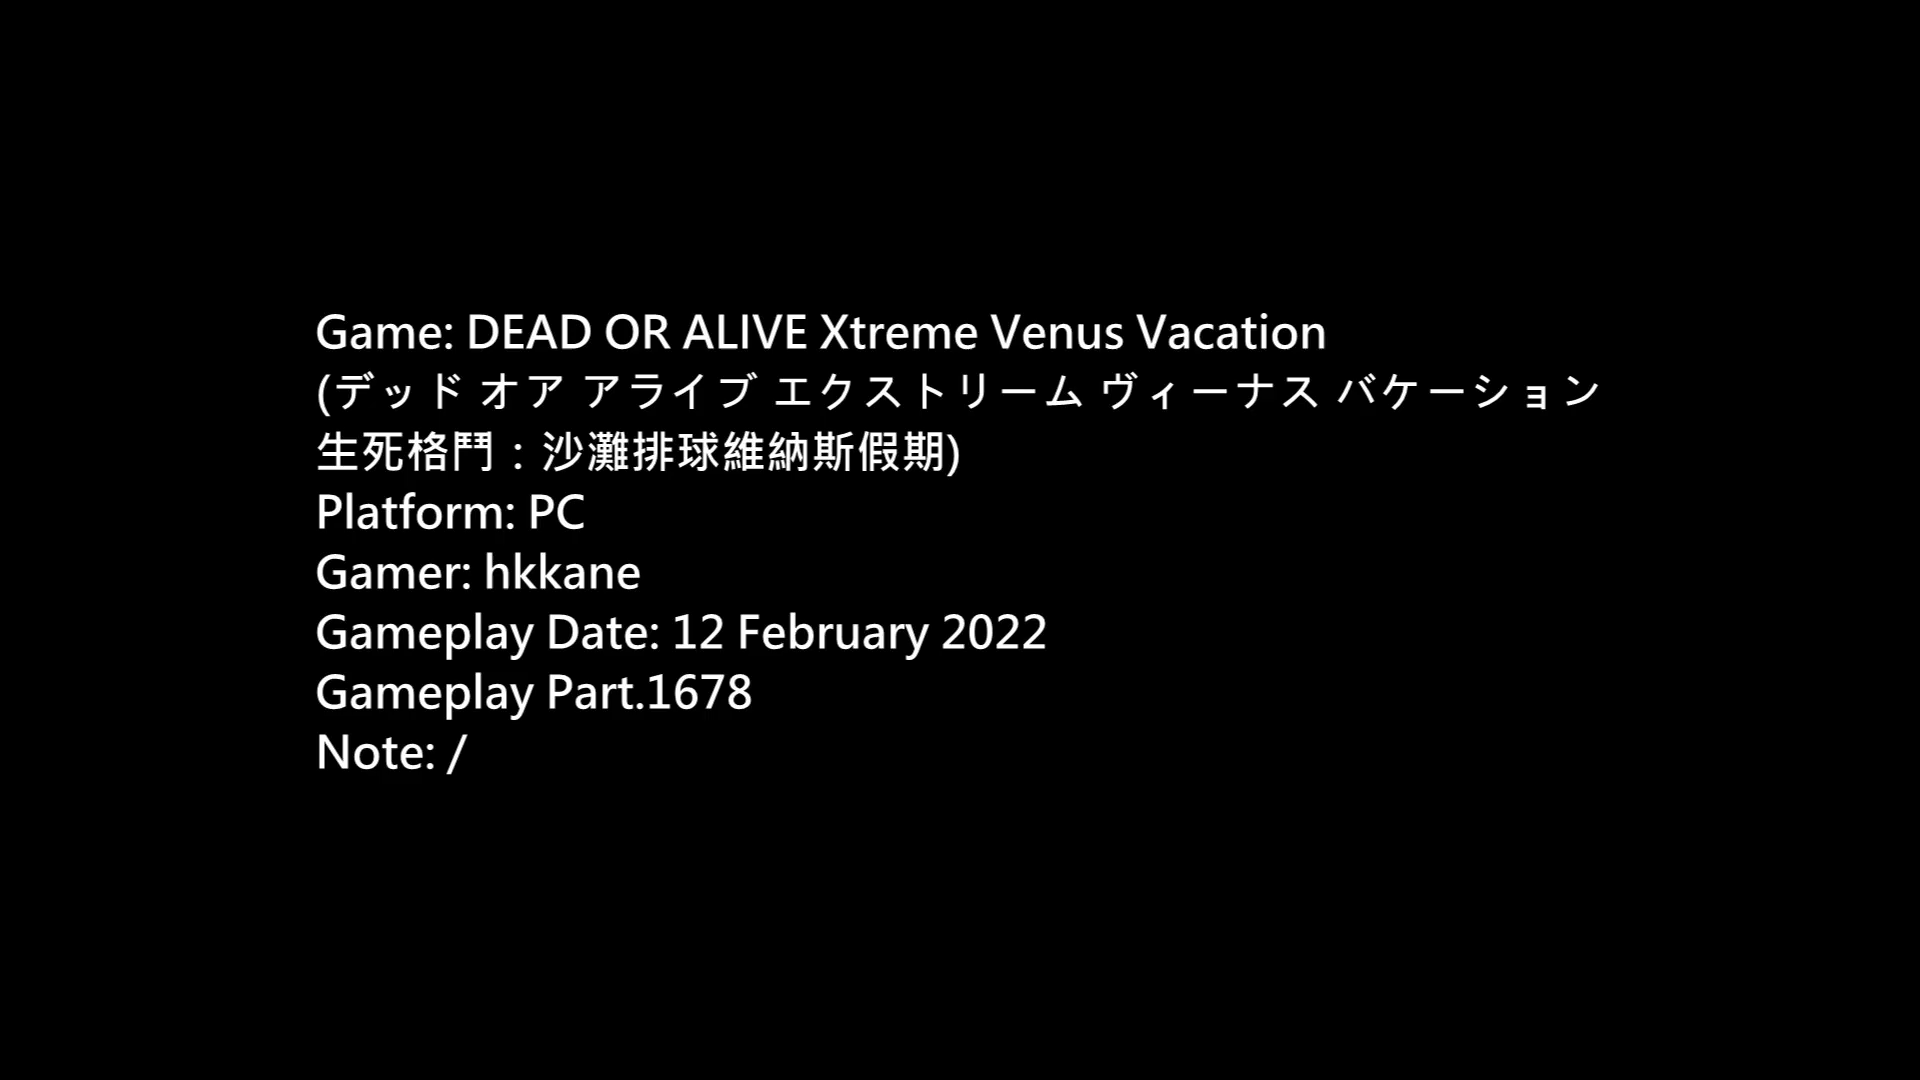 Game: DEAD OR ALIVE Xtreme Venus Vacation
(デッド オア アライブ エクストリーム ヴィーナス バケーション
生死格鬥：沙灘排球維納斯假期)
Platform: PC
Gamer: hkkane
Gameplay Date: 12 February 2022
Gameplay Part.1678
Note: /